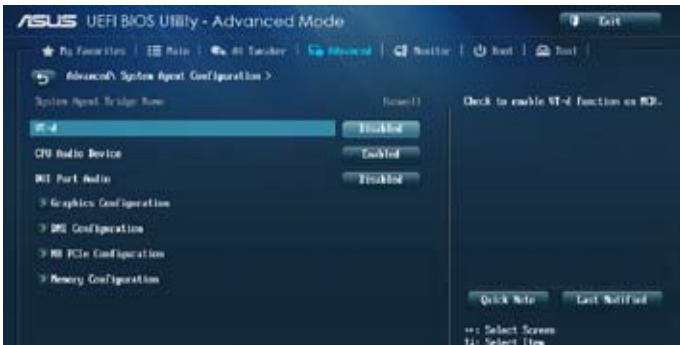 ASUS UEFI BIOS Utility - Advanced Mode
Exit
My Favorites | Main | Ai Tweaker | Advanced | Monitor | Boot | Tool
Advanced\ System Agent Configuration >
System Agent Bridge Name Haswell
VT-d Disabled
Check to enable VT-d function on MCH.
CPU Audio Device Enabled
DMI Port Audio Disabled
> Graphics Configuration
> DMI Configuration
> NB PCIe Configuration
> Memory Configuration
Quick Note Last Modified
↔: Select Screen
↑↓: Select Item